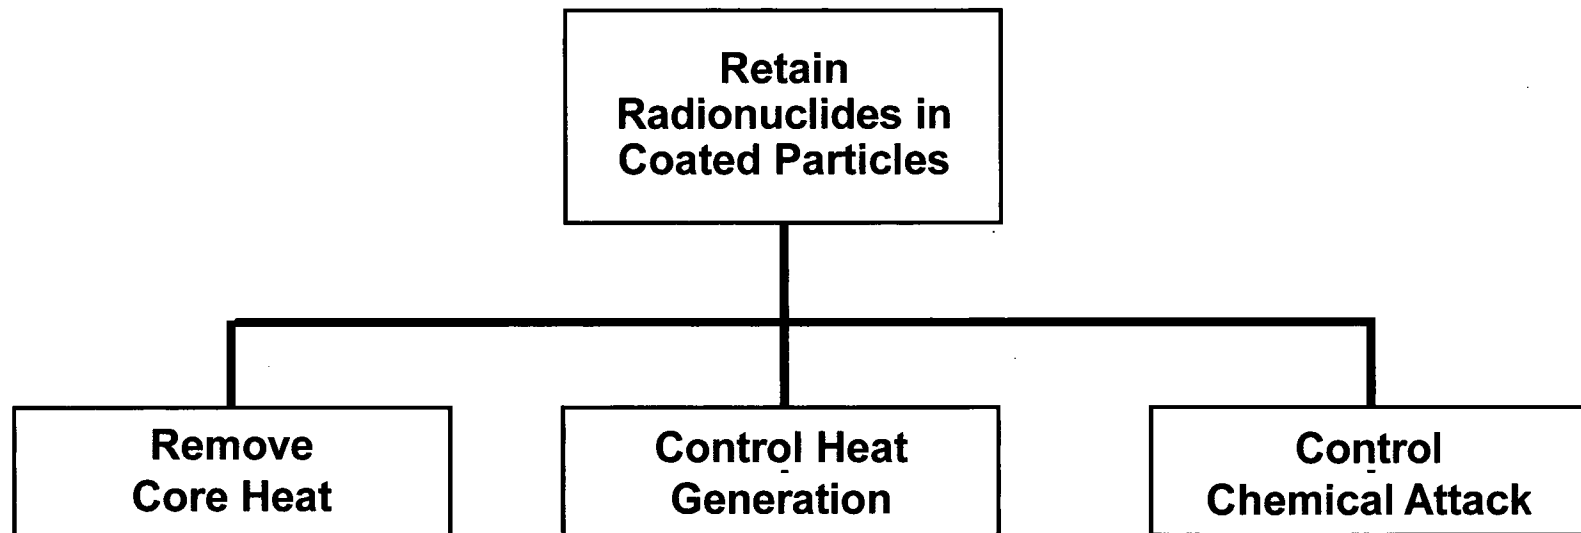 Retain
Radionuclides in
Coated Particles
Remove
Core Heat
Control Heat
Generation
Control
Chemical Attack